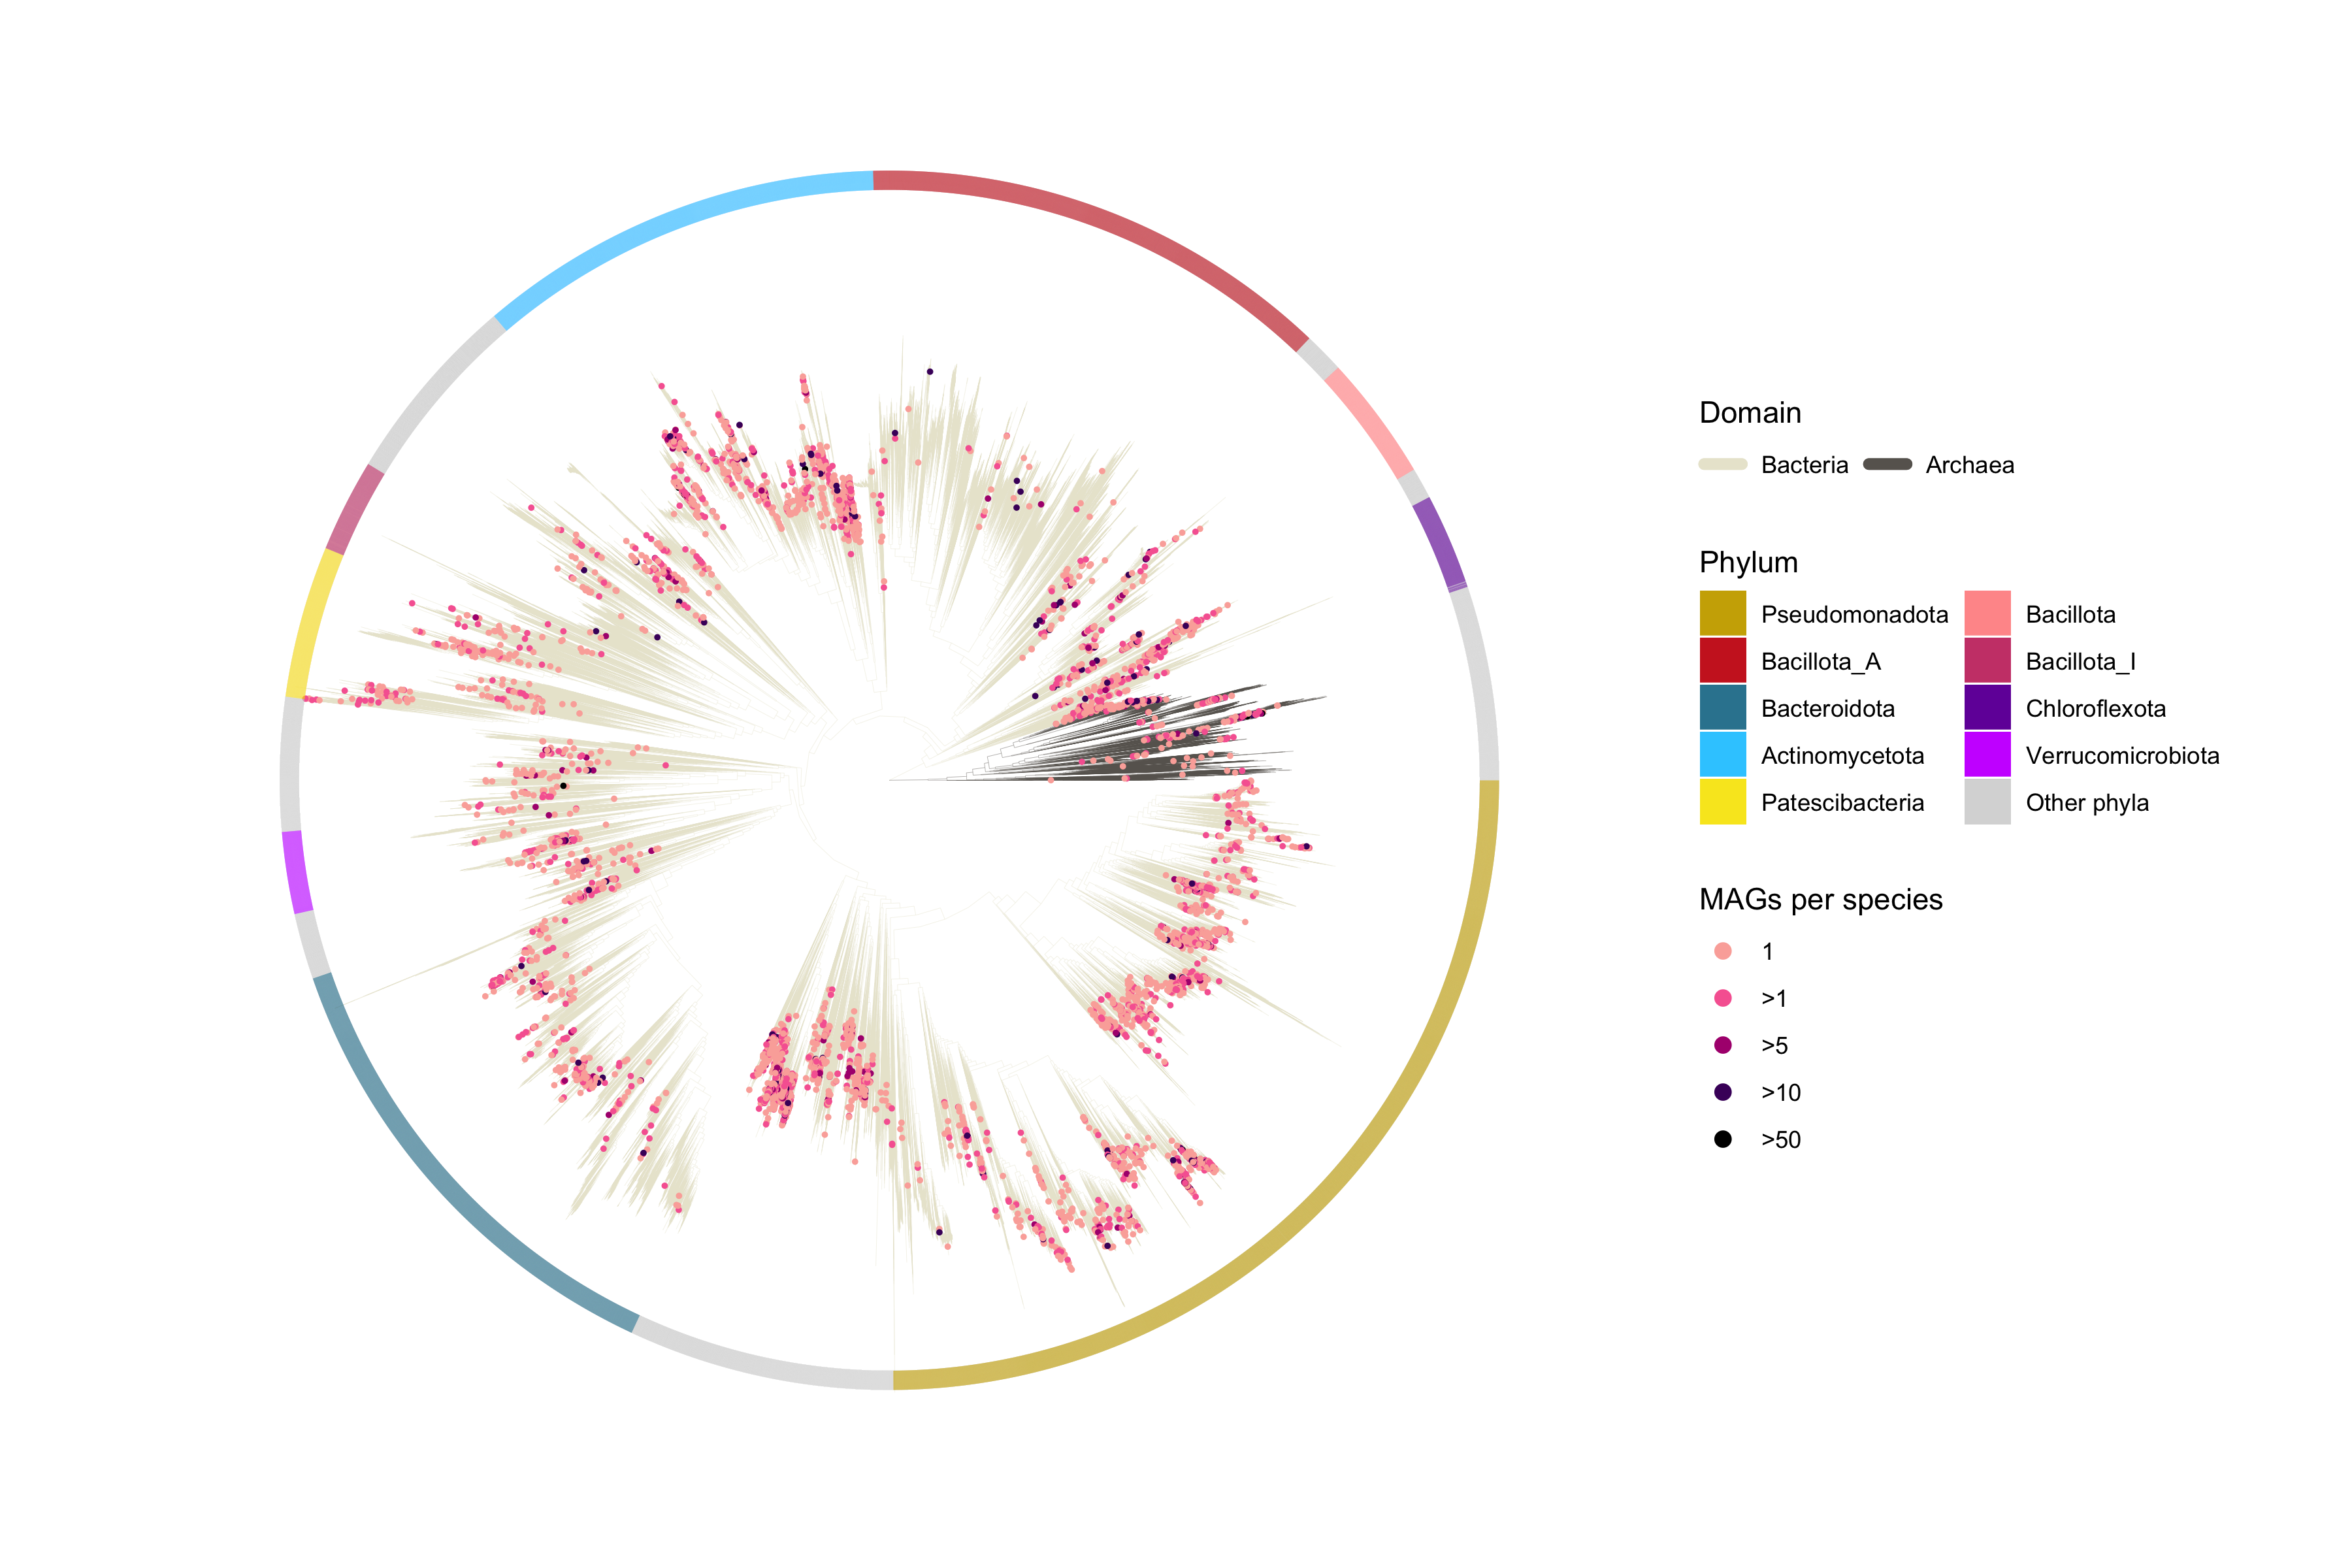 Domain
Bacteria Archaea
Phylum
Pseudomonadota Bacillota
Bacillota_A Bacillota_I
Bacteroidota Chloroflexota
Actinomycetota Verrucomicrobiota
Patescibacteria Other phyla
MAGs per species
1
>1
>5
>10
>50